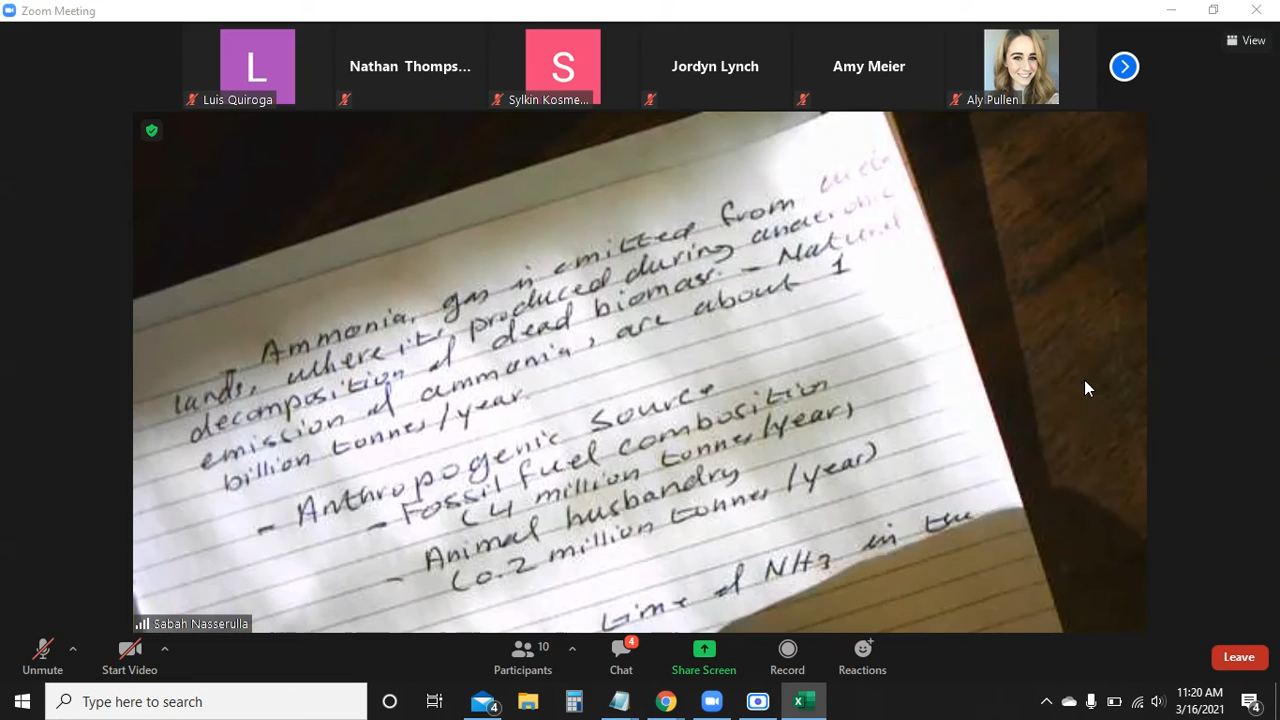 Zoom Meeting
View
L
Luis Quiroga
Nathan Thomps...
S
Sylkin Kosme...
Jordyn Lynch
Amy Meier
Aly Pullen
- Ammonia, gas is emitted from wet-
lands, where its produced during anaerobic
decomposition of dead biomass. - Natural
emission of ammonia, are about 1
billion tonnes/year.
- Anthropogenic Source
- Fossil fuel combosition
(4 million tonnes/year)
- Animal husbandry
(0.2 million tonnes/year)
time of NH3 in the
Sabah Nasserulla
Unmute
Start Video
Participants
10
Chat
4
Share Screen
Record
Reactions
Leave
Type here to search
4
11:20 AM
3/16/2021
4